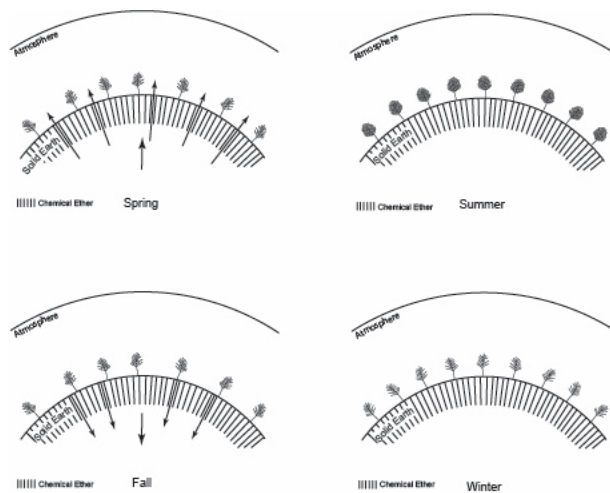 Atmosphere
Solid Earth
Chemical Ether
Spring
Atmosphere
Solid Earth
Chemical Ether
Summer
Atmosphere
Solid Earth
Chemical Ether
Fall
Atmosphere
Solid Earth
Chemical Ether
Winter